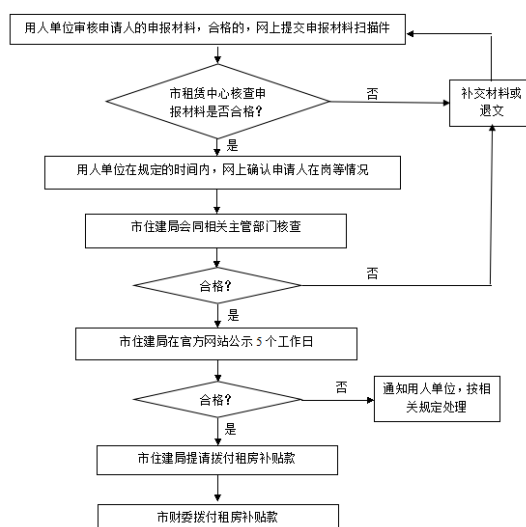 用人单位审核申请人的申报材料，合格的，网上提交申报材料扫描件
市租赁中心核查申
报材料是否合格？
否
补交材料或
退文
是
用人单位在规定的时间内，网上确认申请人在岗等情况
市住建局会同相关主管部门核查
合格？
否
是
市住建局在官方网站公示 5 个工作日
合格？
否
通知用人单位，按相
关规定处理
是
市住建局提请拨付租房补贴款
市财委拨付租房补贴款